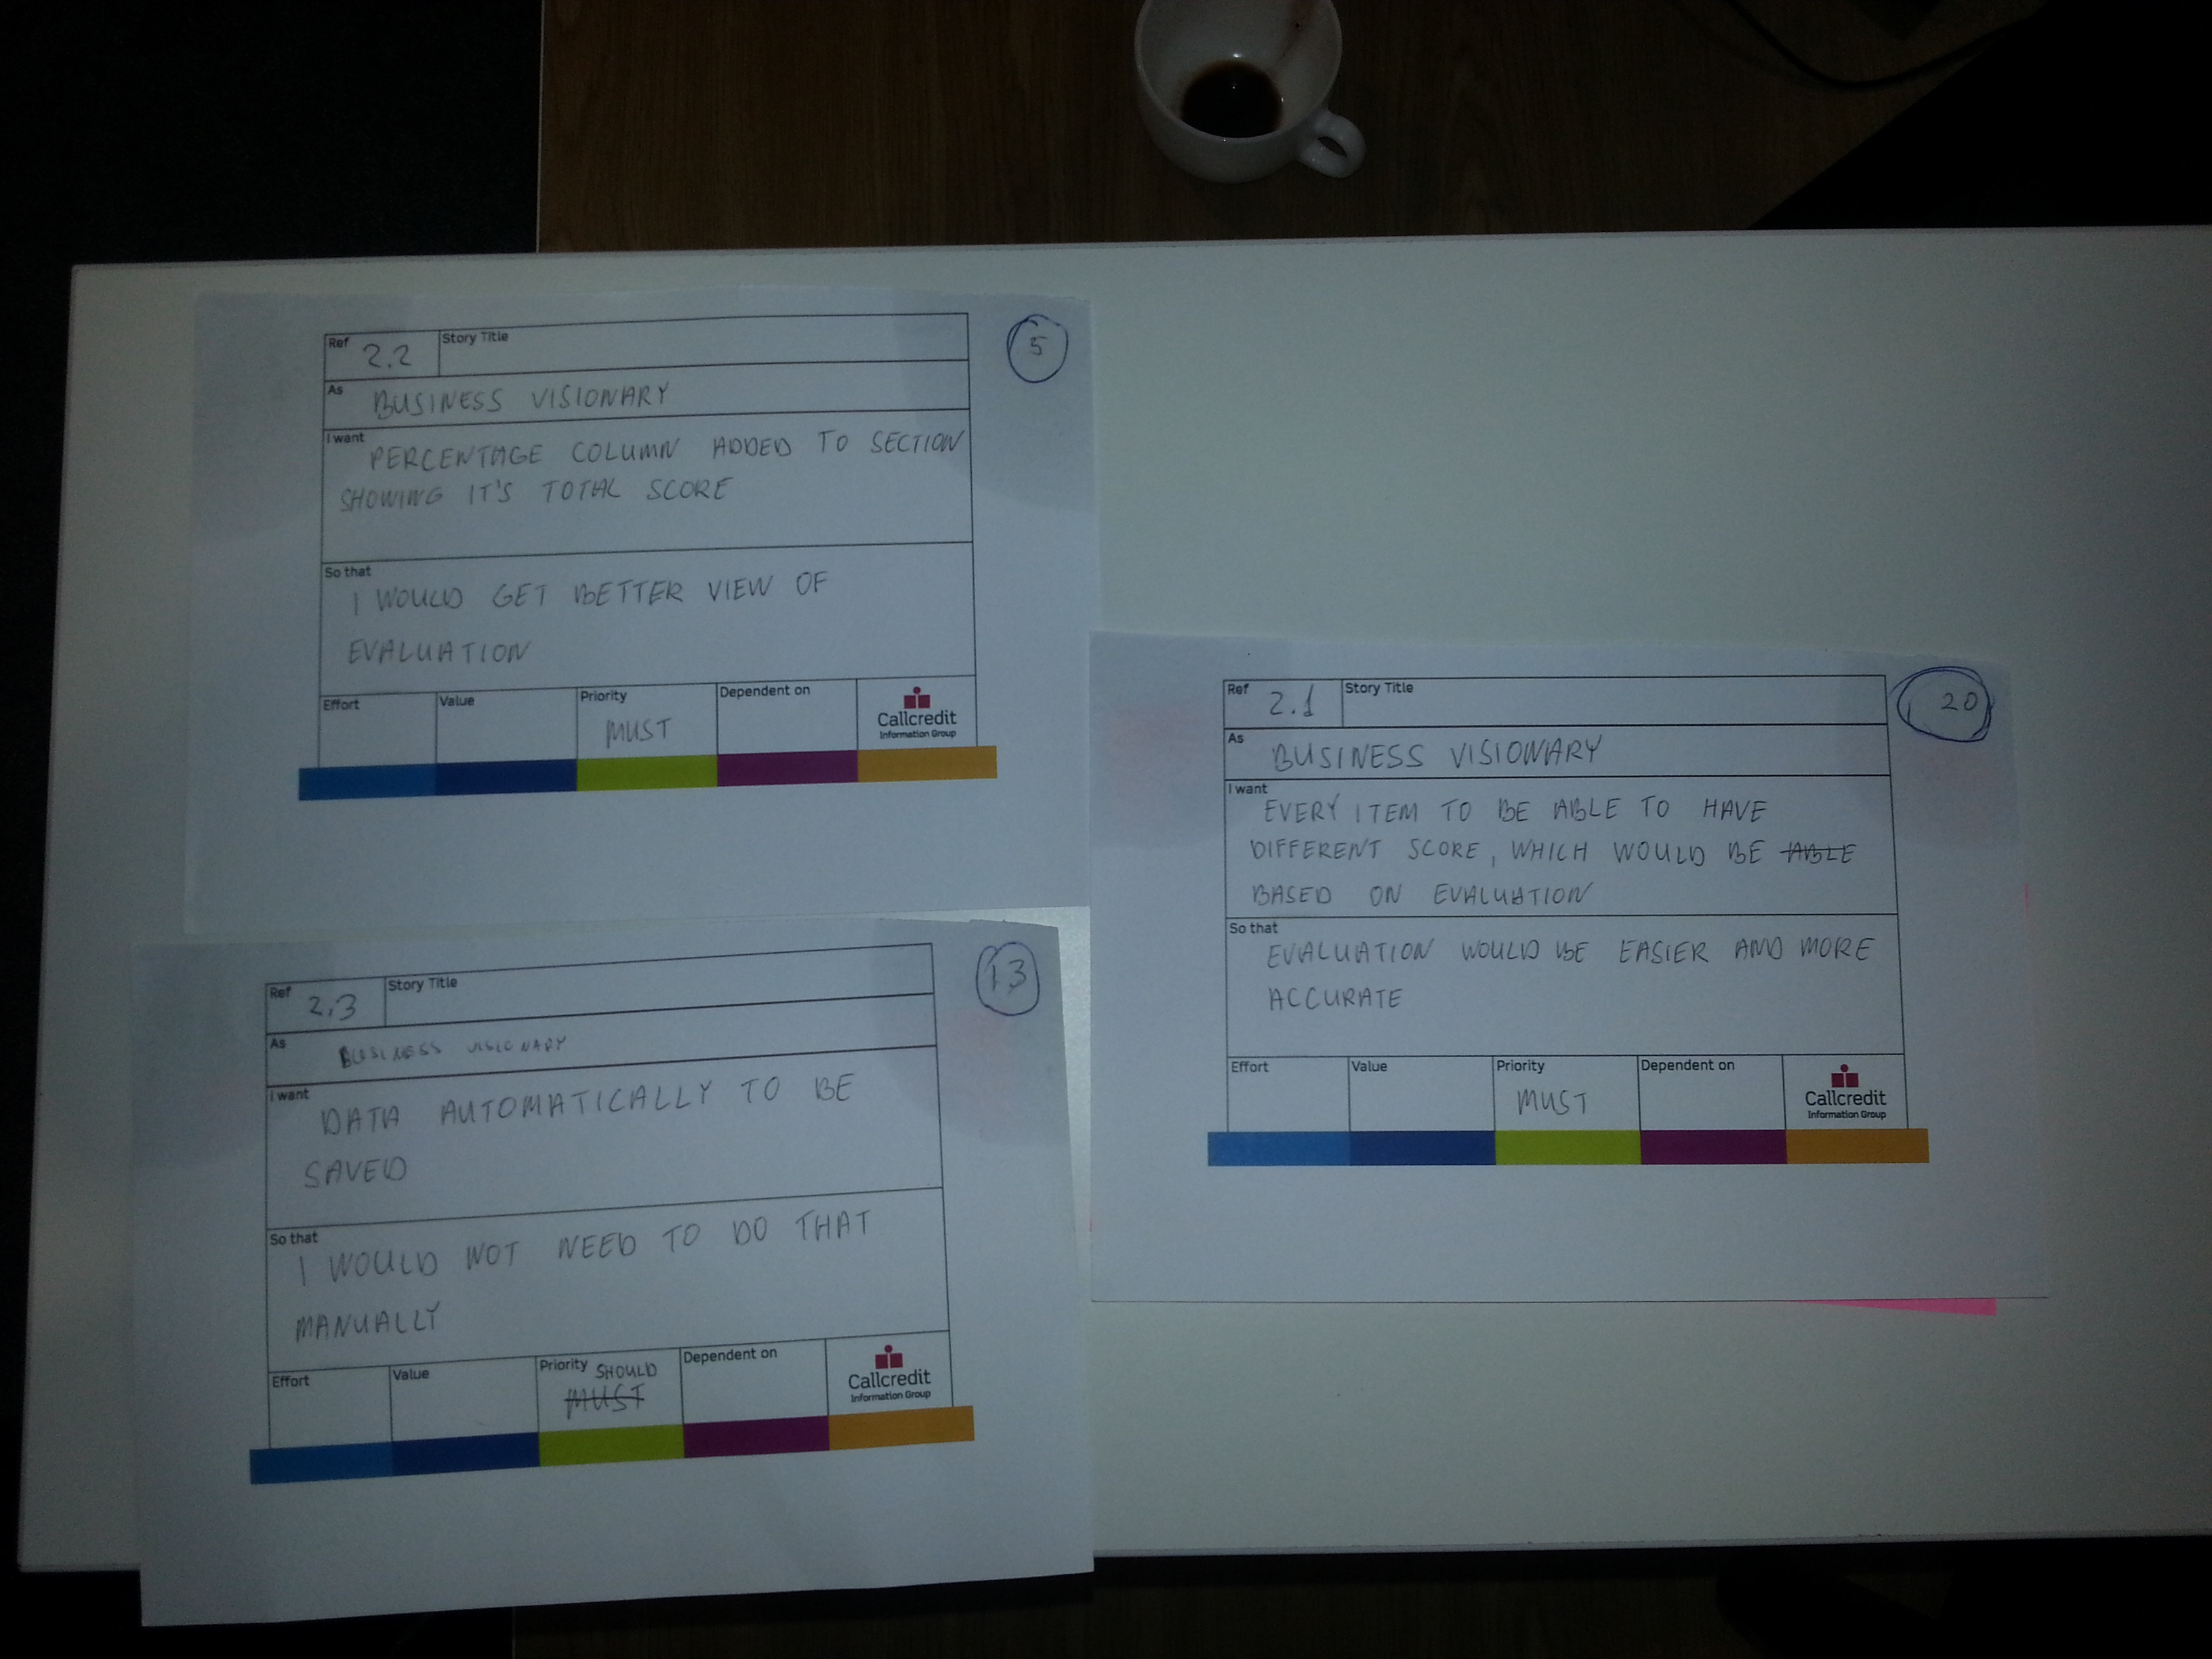 Ref 2.2 Story Title
5
As BUSINESS VISIONARY
I want PERCENTAGE COLUMN ADDED TO SECTION
SHOWING IT'S TOTAL SCORE
So that I WOULD GET BETTER VIEW OF
EVALUATION
Effort Value Priority Dependent on
MUST
Callcredit
Information Group
Ref 2.3 Story Title
13
As BUSINESS VISIONARY
I want DATA AUTOMATICALLY TO BE
SAVED
So that I WOULD NOT NEED TO DO THAT
MANUALLY
Effort Value Priority SHOULD Dependent on
MUST
Callcredit
Information Group
Ref 2.1 Story Title
20
As BUSINESS VISIONARY
I want EVERY ITEM TO BE ABLE TO HAVE
DIFFERENT SCORE, WHICH WOULD BE ABLE
BASED ON EVALUATION
So that EVALUATION WOULD BE EASIER AND MORE
ACCURATE
Effort Value Priority Dependent on
MUST
Callcredit
Information Group